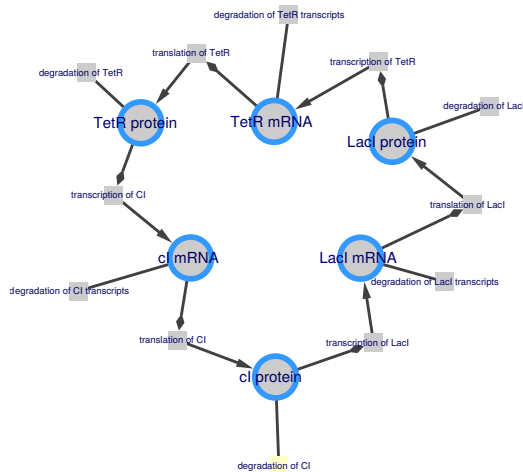 degradation of TetR transcripts
translation of TetR
transcription of TetR
degradation of TetR
degradation of LacI
TetR protein
TetR mRNA
LacI protein
transcription of CI
translation of LacI
cI mRNA
LacI mRNA
degradation of LacI transcripts
degradation of CI transcripts
translation of CI
transcription of LacI
cI protein
degradation of CI